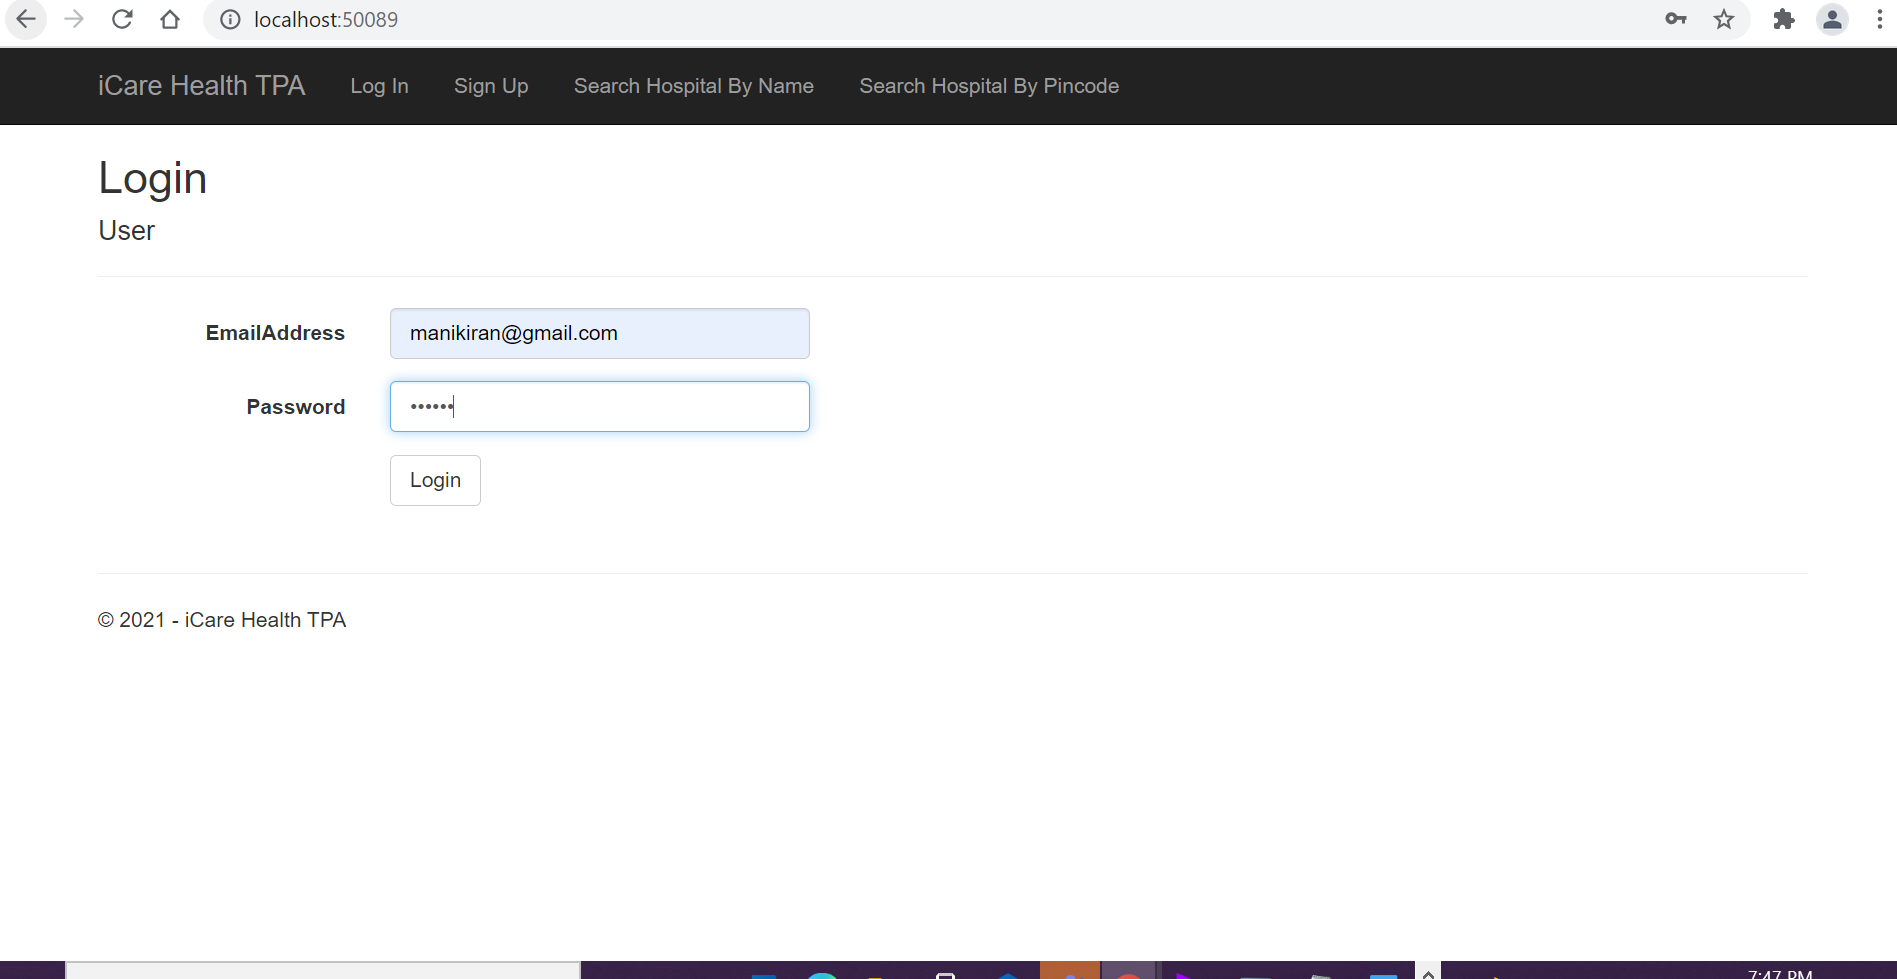 localhost:50089
iCare Health TPA Log In Sign Up Search Hospital By Name Search Hospital By Pincode
Login
User
EmailAddress manikiran@gmail.com
Password ••••••
Login
© 2021 - iCare Health TPA
7:47 PM